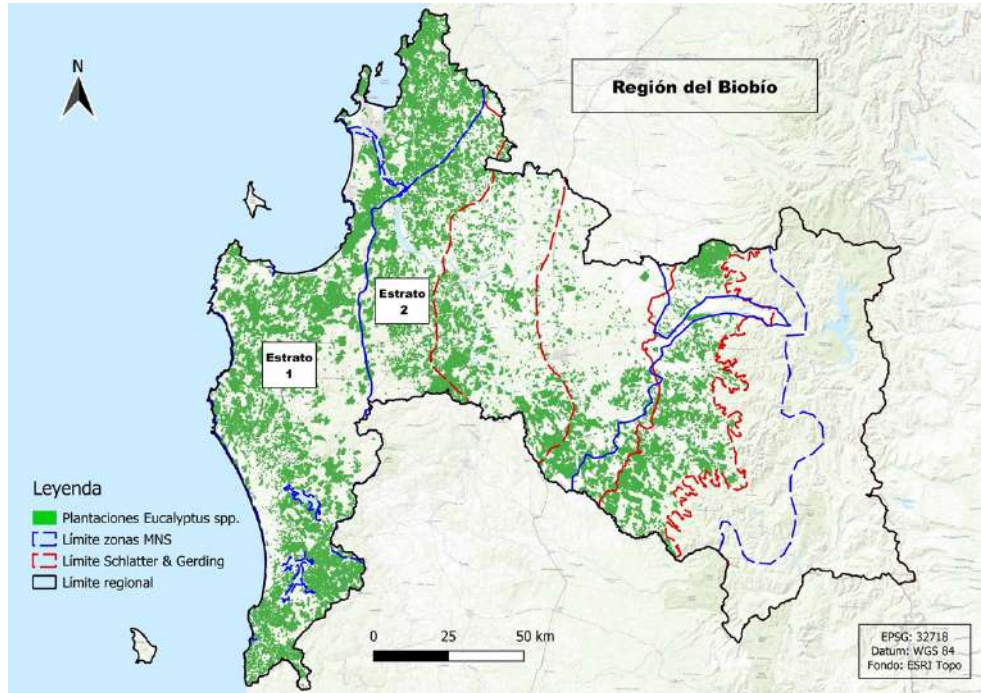 N
Región del Biobío
Estrato
2
Estrato
1
Leyenda
Plantaciones Eucalyptus spp.
Límite zonas MNS
Límite Schlatter & Gerding
Límite regional
0 25 50 km
EPSG: 32718
Datum: WGS 84
Fondo: ESRI Topo